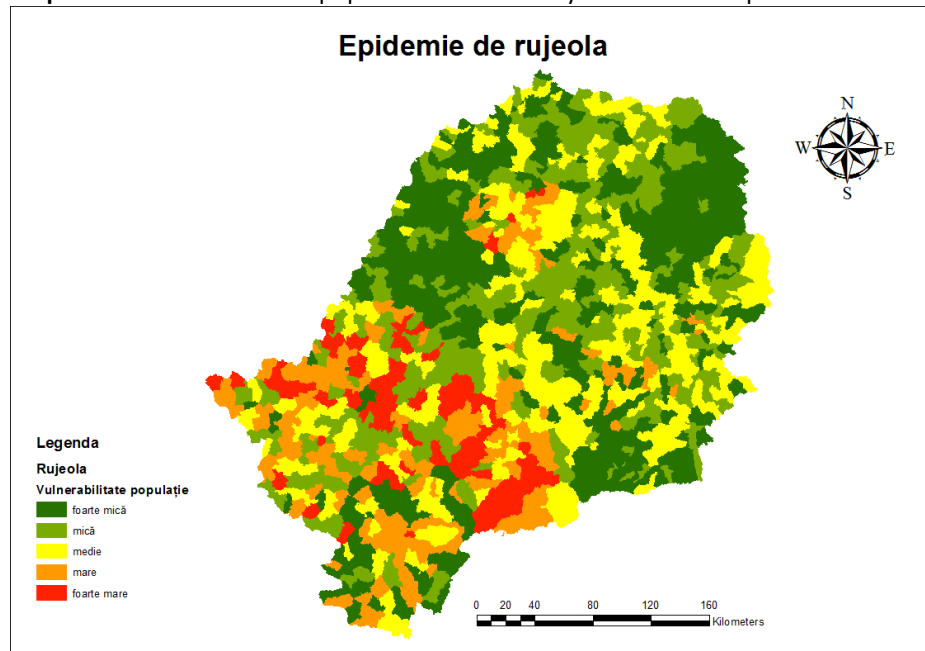 Epidemie de rujeola
N
W
E
S
Legenda
Rujeola
Vulnerabilitate populație
foarte mică
mică
medie
mare
foarte mare
0 20 40 80 120 160
Kilometers